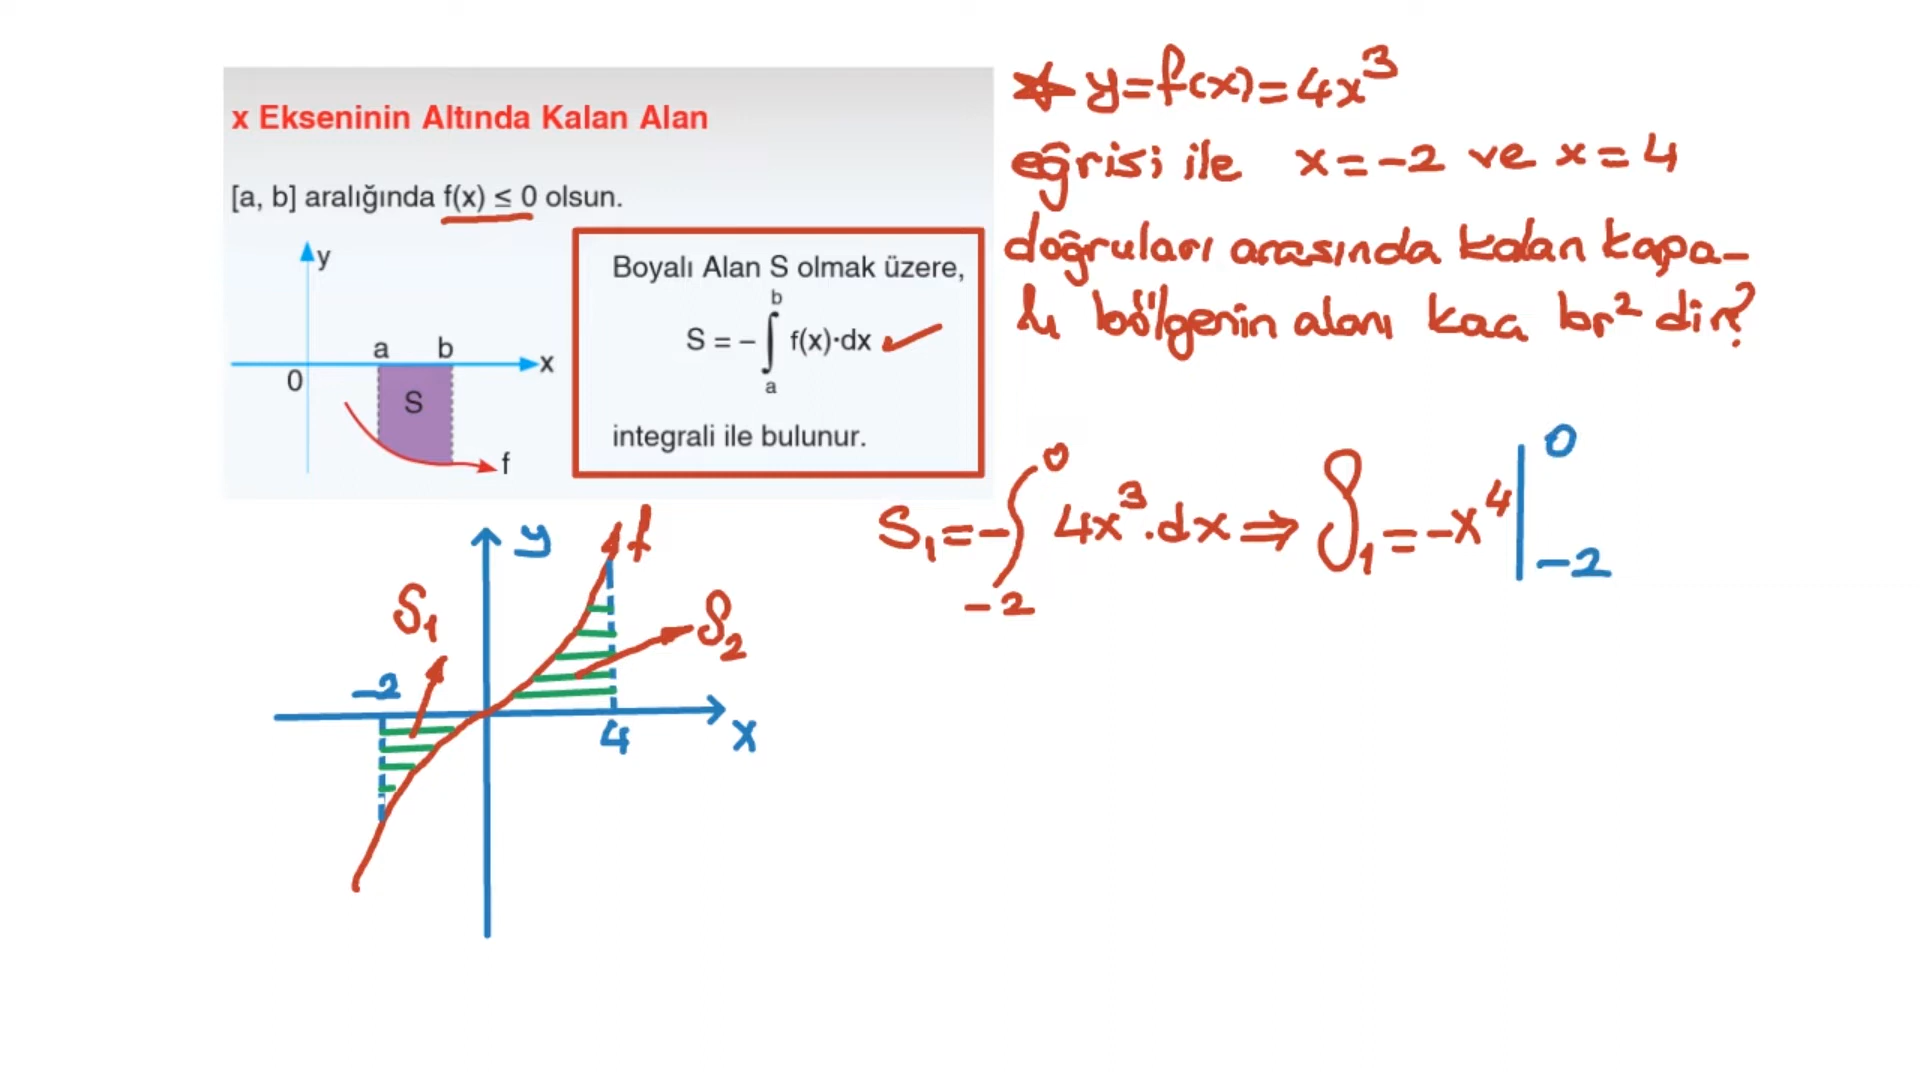 x Ekseninin Altında Kalan Alan
[a, b] aralığında f(x) ≤ 0 olsun.
y
a b
x
0
S
f
Boyalı Alan S olmak üzere,
b
S = – ∫ f(x)·dx
a
integrali ile bulunur.
* y=f(x)=4x³
eğrisi ile x=-2 ve x=4
doğruları arasında kalan kapa-
lı bölgenin alanı kaç br² dir?
y
f
S₁
S₂
-2
4
x
0
S₁=-∫ 4x³.dx ⇒ S₁=-x⁴ | 0
-2
-2